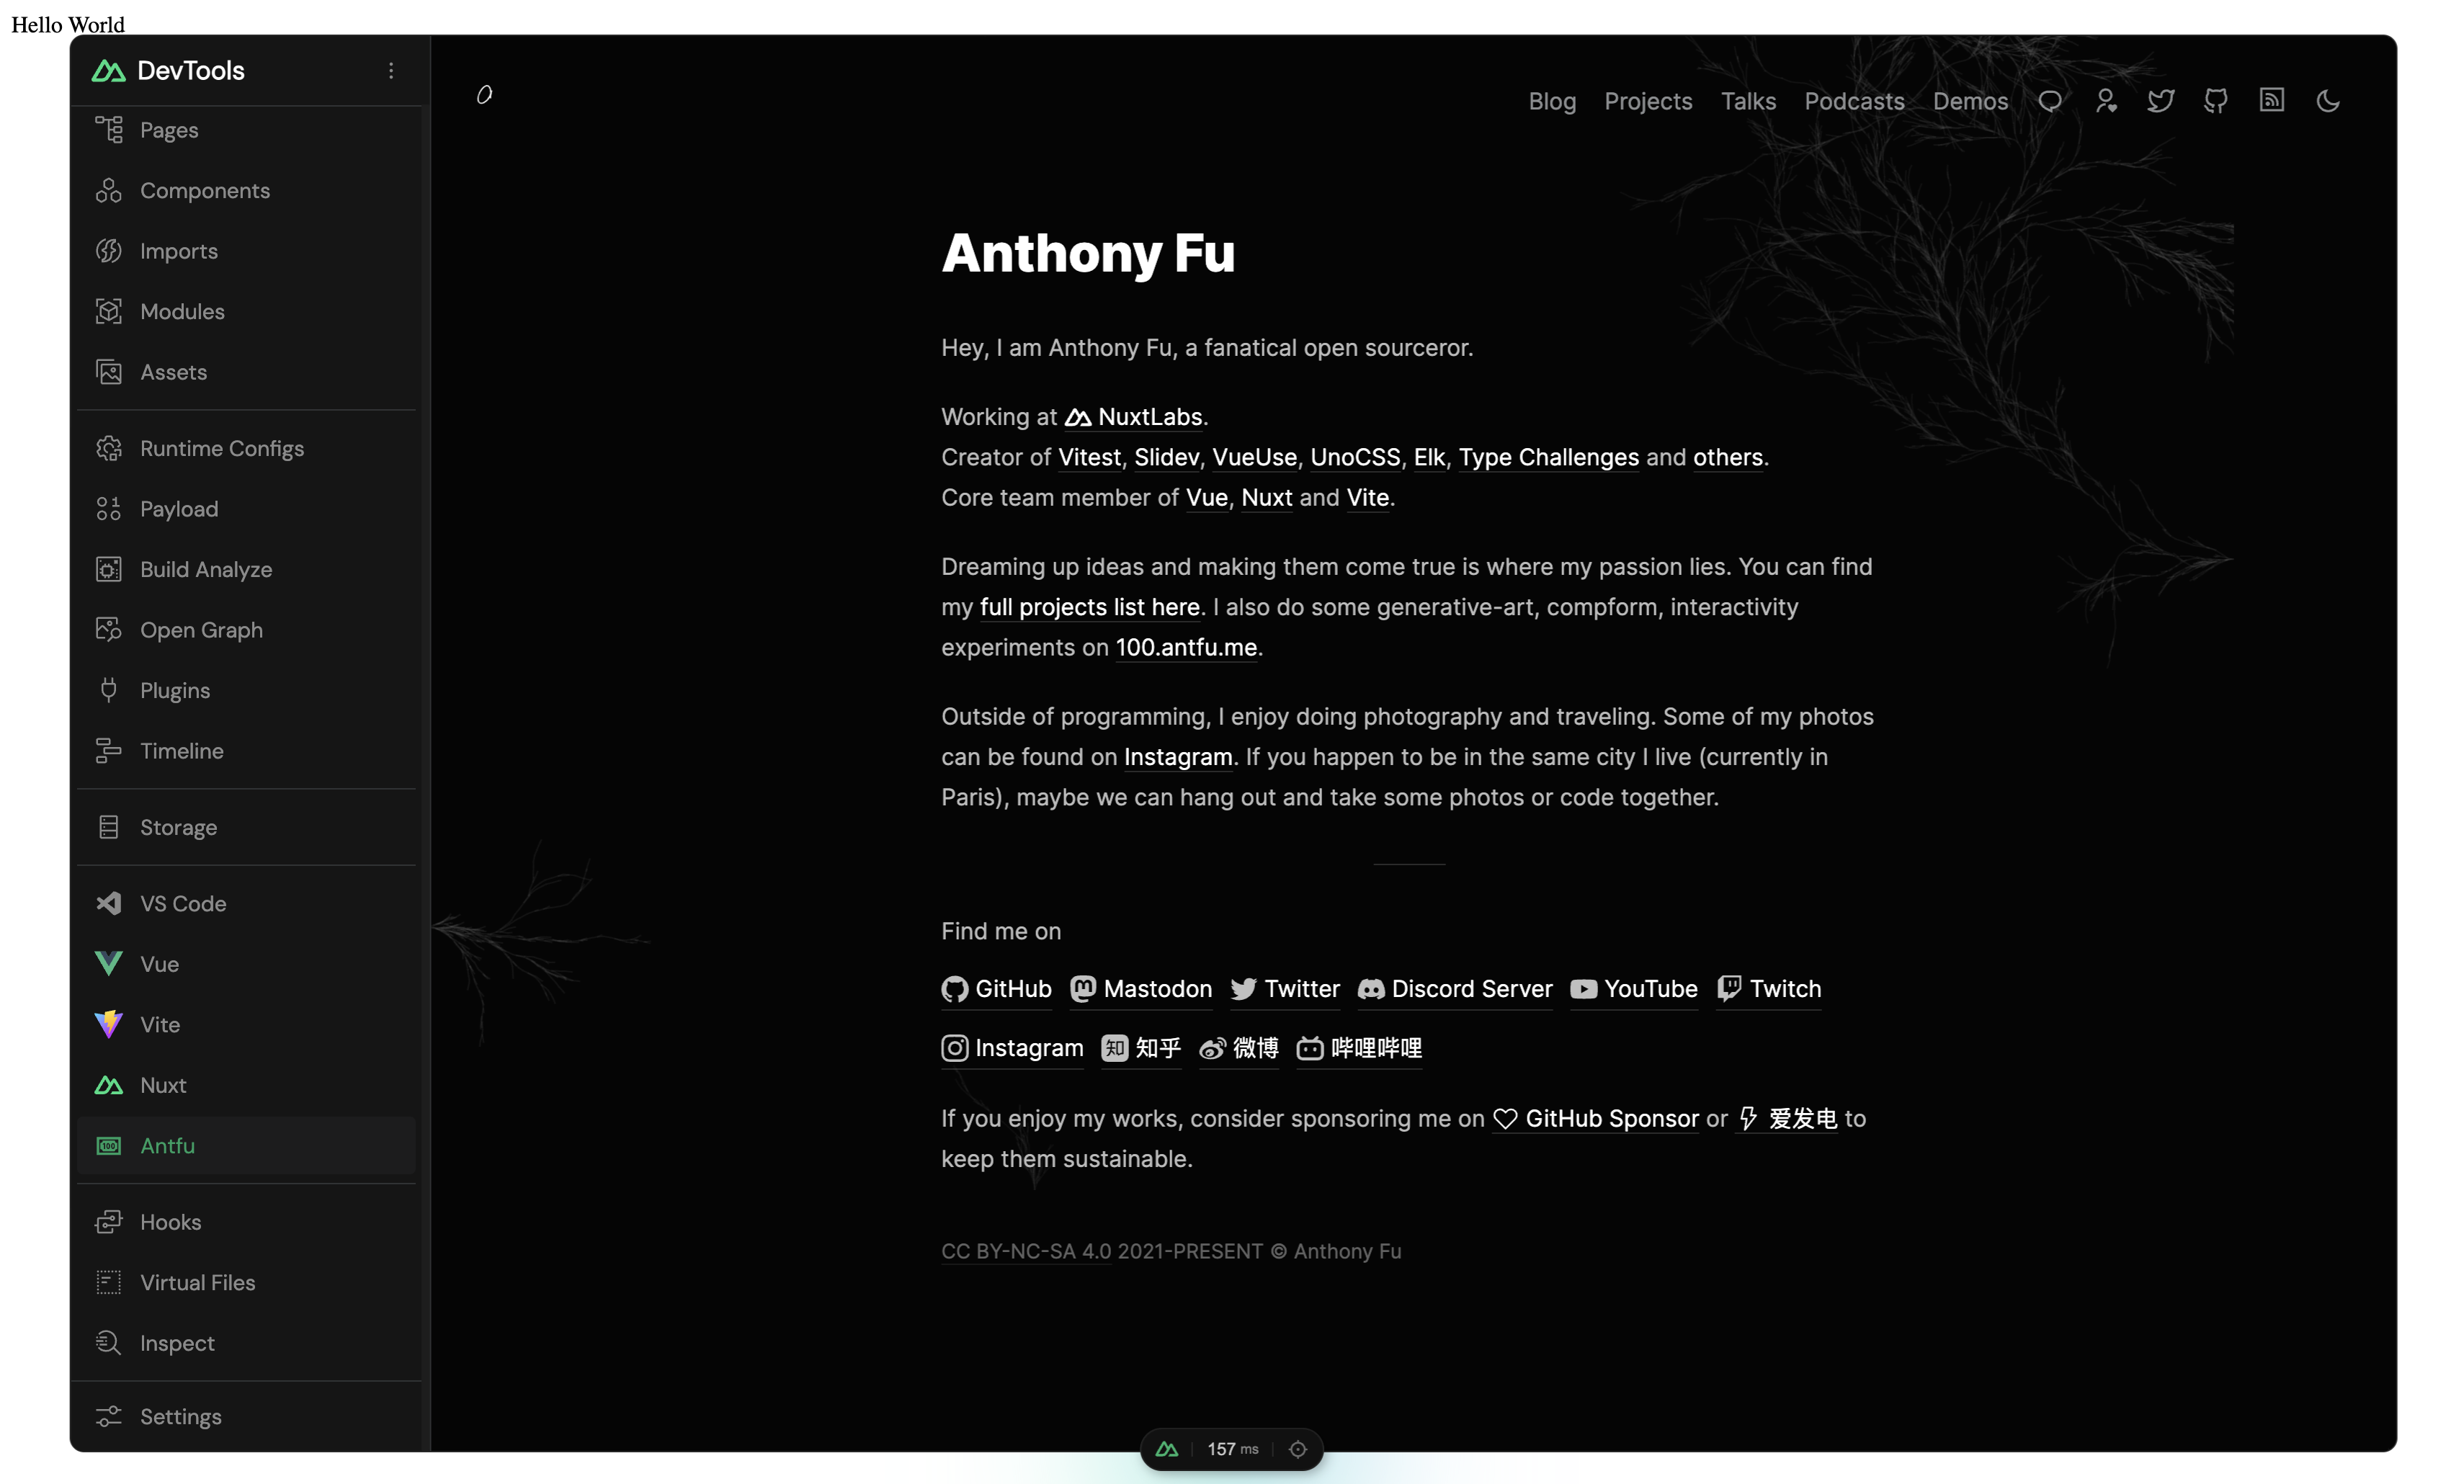 Hello World
DevTools
Pages
Components
Imports
Modules
Assets
Runtime Configs
Payload
Build Analyze
Open Graph
Plugins
Timeline
Storage
VS Code
Vue
Vite
Nuxt
Antfu
Hooks
Virtual Files
Inspect
Settings
Blog Projects Talks Podcasts Demos
Anthony Fu
Hey, I am Anthony Fu, a fanatical open sourceror.
Working at NuxtLabs.
Creator of Vitest, Slidev, VueUse, UnoCSS, Elk, Type Challenges and others.
Core team member of Vue, Nuxt and Vite.
Dreaming up ideas and making them come true is where my passion lies. You can find
my full projects list here. I also do some generative-art, compform, interactivity
experiments on 100.antfu.me.
Outside of programming, I enjoy doing photography and traveling. Some of my photos
can be found on Instagram. If you happen to be in the same city I live (currently in
Paris), maybe we can hang out and take some photos or code together.
Find me on
GitHub Mastodon Twitter Discord Server YouTube Twitch
Instagram 知 知乎 微博 哔哩哔哩
If you enjoy my works, consider sponsoring me on GitHub Sponsor or 爱发电 to
keep them sustainable.
CC BY-NC-SA 4.0 2021-PRESENT © Anthony Fu
157 ms